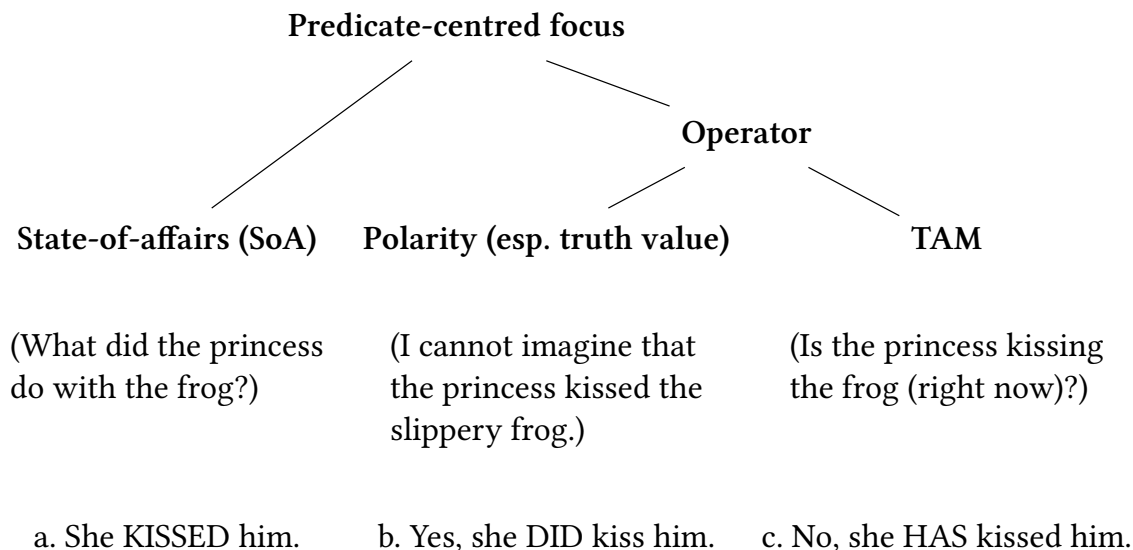 Predicate-centred focus
Operator
State-of-affairs (SoA) Polarity (esp. truth value) TAM
(What did the princess
do with the frog?)
(I cannot imagine that
the princess kissed the
slippery frog.)
(Is the princess kissing
the frog (right now)?)
a. She KISSED him.
b. Yes, she DID kiss him.
c. No, she HAS kissed him.